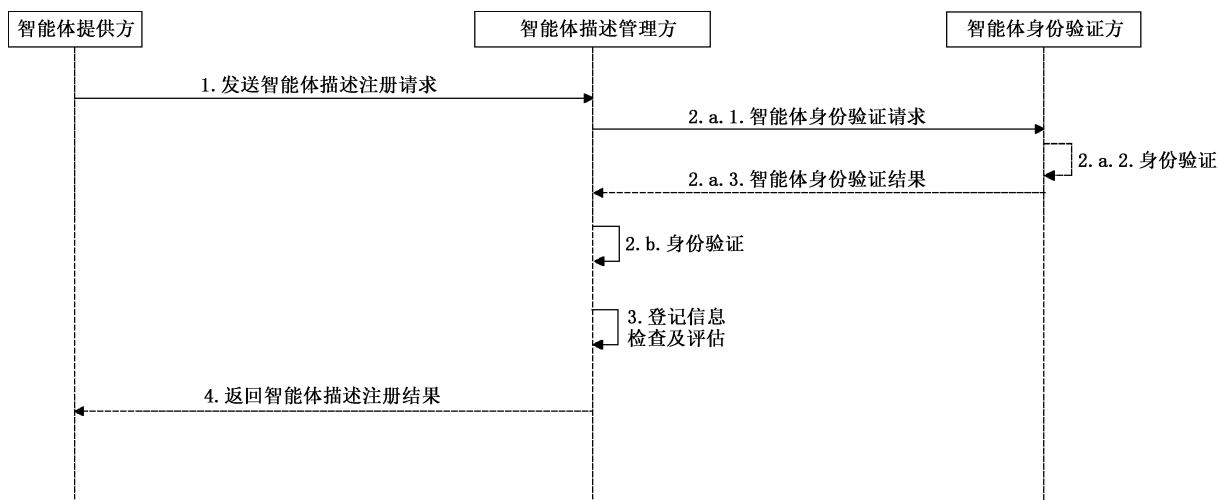 智能体提供方
智能体描述管理方
智能体身份验证方
1.发送智能体描述注册请求
2.a.1.智能体身份验证请求
2.a.2.身份验证
2.a.3.智能体身份验证结果
2.b.身份验证
3.登记信息
检查及评估
4.返回智能体描述注册结果